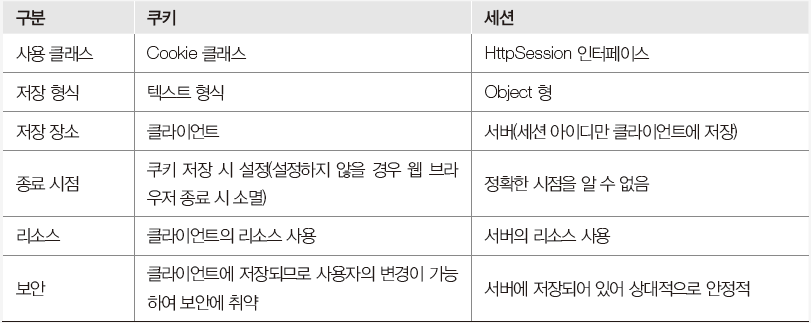 구분 쿠키 세션
사용 클래스 Cookie 클래스 HttpSession 인터페이스
저장 형식 텍스트 형식 Object 형
저장 장소 클라이언트 서버(세션 아이디만 클라이언트에 저장)
종료 시점 쿠키 저장 시 설정(설정하지 않을 경우 웹 브라
우저 종료 시 소멸) 정확한 시점을 알 수 없음
리소스 클라이언트의 리소스 사용 서버의 리소스 사용
보안 클라이언트에 저장되므로 사용자의 변경이 가능
하여 보안에 취약 서버에 저장되어 있어 상대적으로 안정적